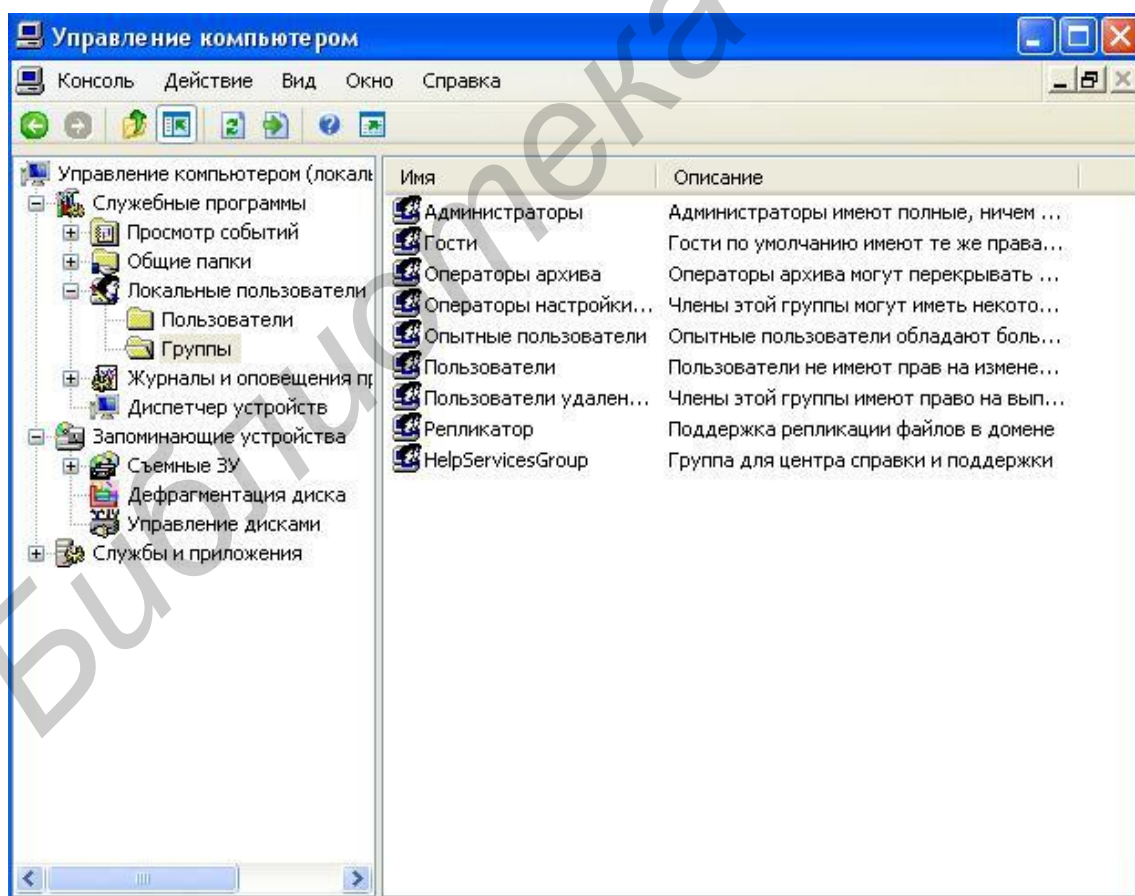 Управление компьютером
Консоль Действие Вид Окно Справка
Управление компьютером (локаль
Служебные программы
Просмотр событий
Общие папки
Локальные пользователи
Пользователи
Группы
Журналы и оповещения пр
Диспетчер устройств
Запоминающие устройства
Съемные ЗУ
Дефрагментация диска
Управление дисками
Службы и приложения
Имя Описание
Администраторы Администраторы имеют полные, ничем ...
Гости Гости по умолчанию имеют те же права...
Операторы архива Операторы архива могут перекрывать ...
Операторы настройки... Члены этой группы могут иметь некото...
Опытные пользователи Опытные пользователи обладают боль...
Пользователи Пользователи не имеют прав на измене...
Пользователи удален... Члены этой группы имеют право на вып...
Репликатор Поддержка репликации файлов в домене
HelpServicesGroup Группа для центра справки и поддержки
Библиотека